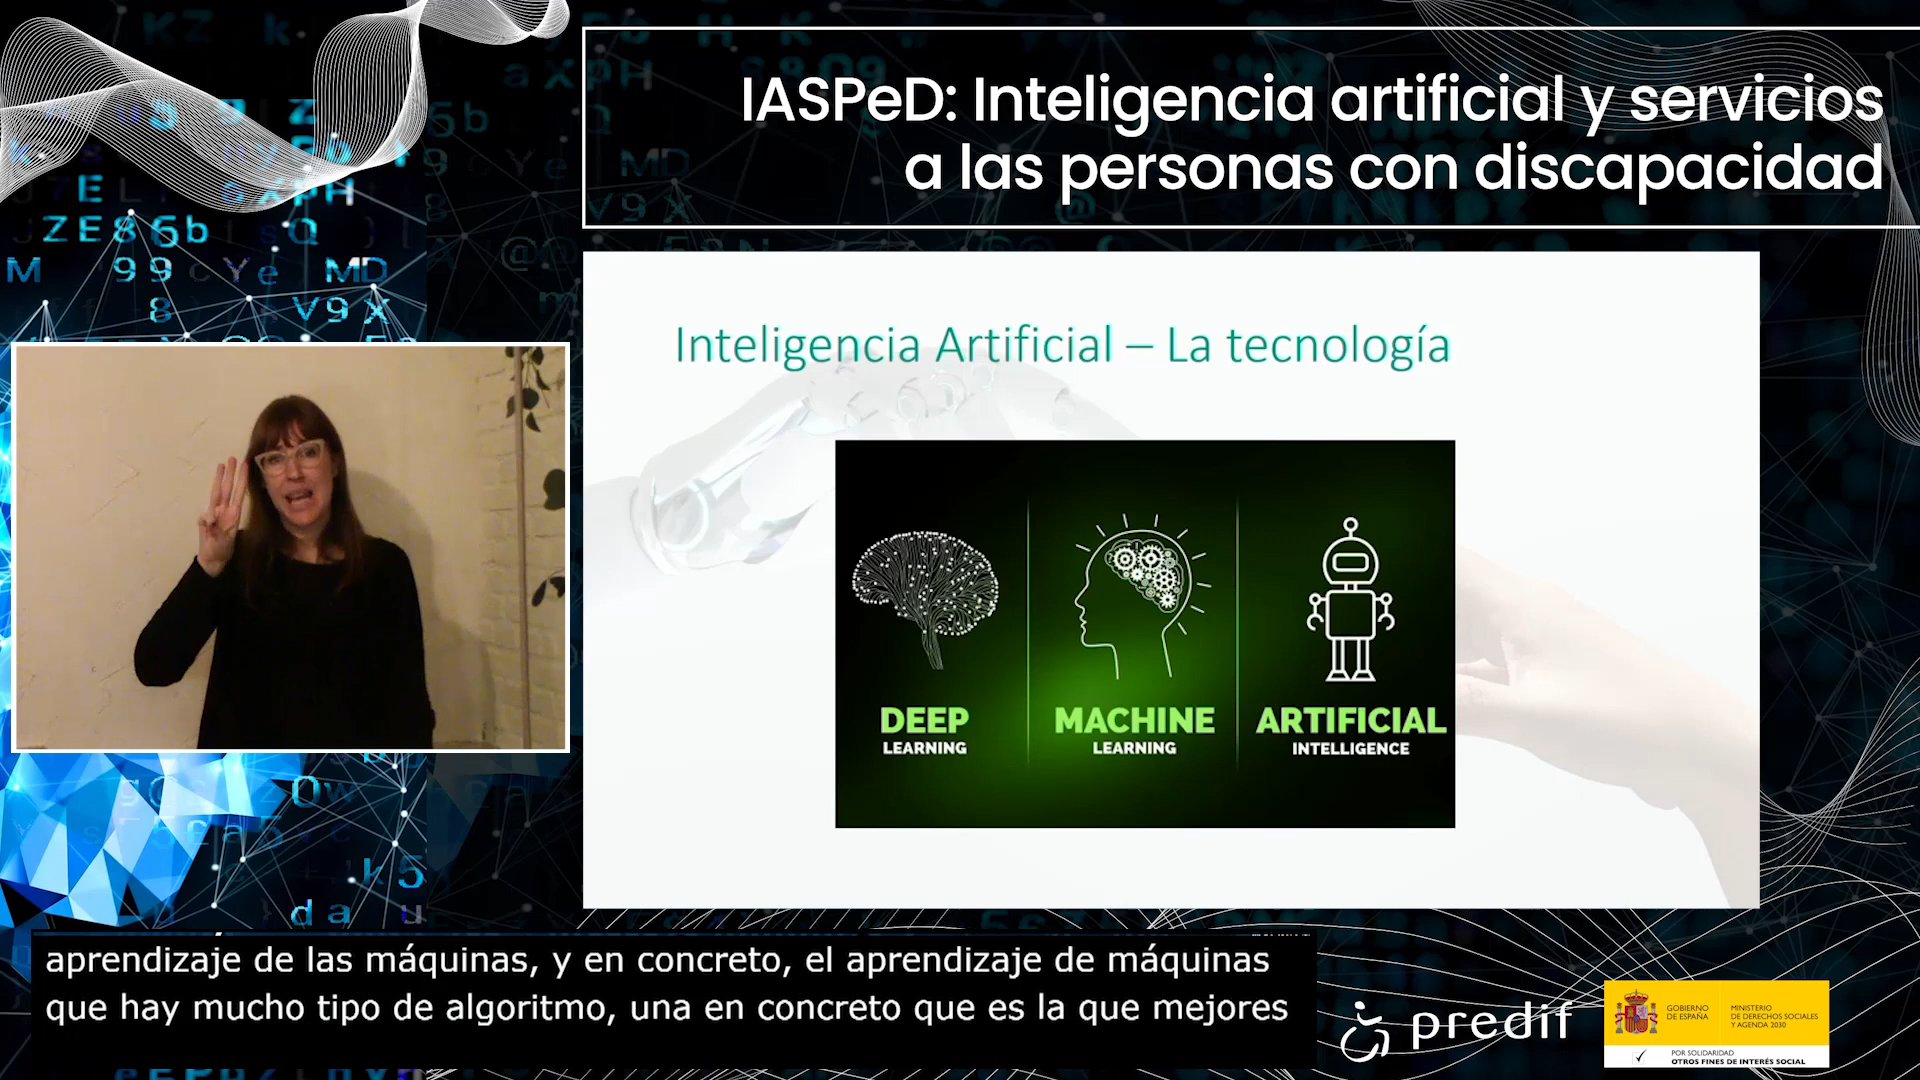 IASPeD: Inteligencia artificial y servicios
a las personas con discapacidad
Inteligencia Artificial – La tecnología
DEEP
LEARNING
MACHINE
LEARNING
ARTIFICIAL
INTELLIGENCE
aprendizaje de las máquinas, y en concreto, el aprendizaje de máquinas
que hay mucho tipo de algoritmo, una en concreto que es la que mejores
predif
GOBIERNO
DE ESPAÑA
MINISTERIO
DE DERECHOS SOCIALES
Y AGENDA 2030
POR SOLIDARIDAD
OTROS FINES DE INTERÉS SOCIAL